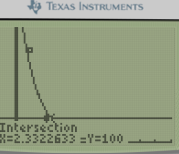 TEXAS INSTRUMENTS
Intersection
X=2.3322633 Y=100